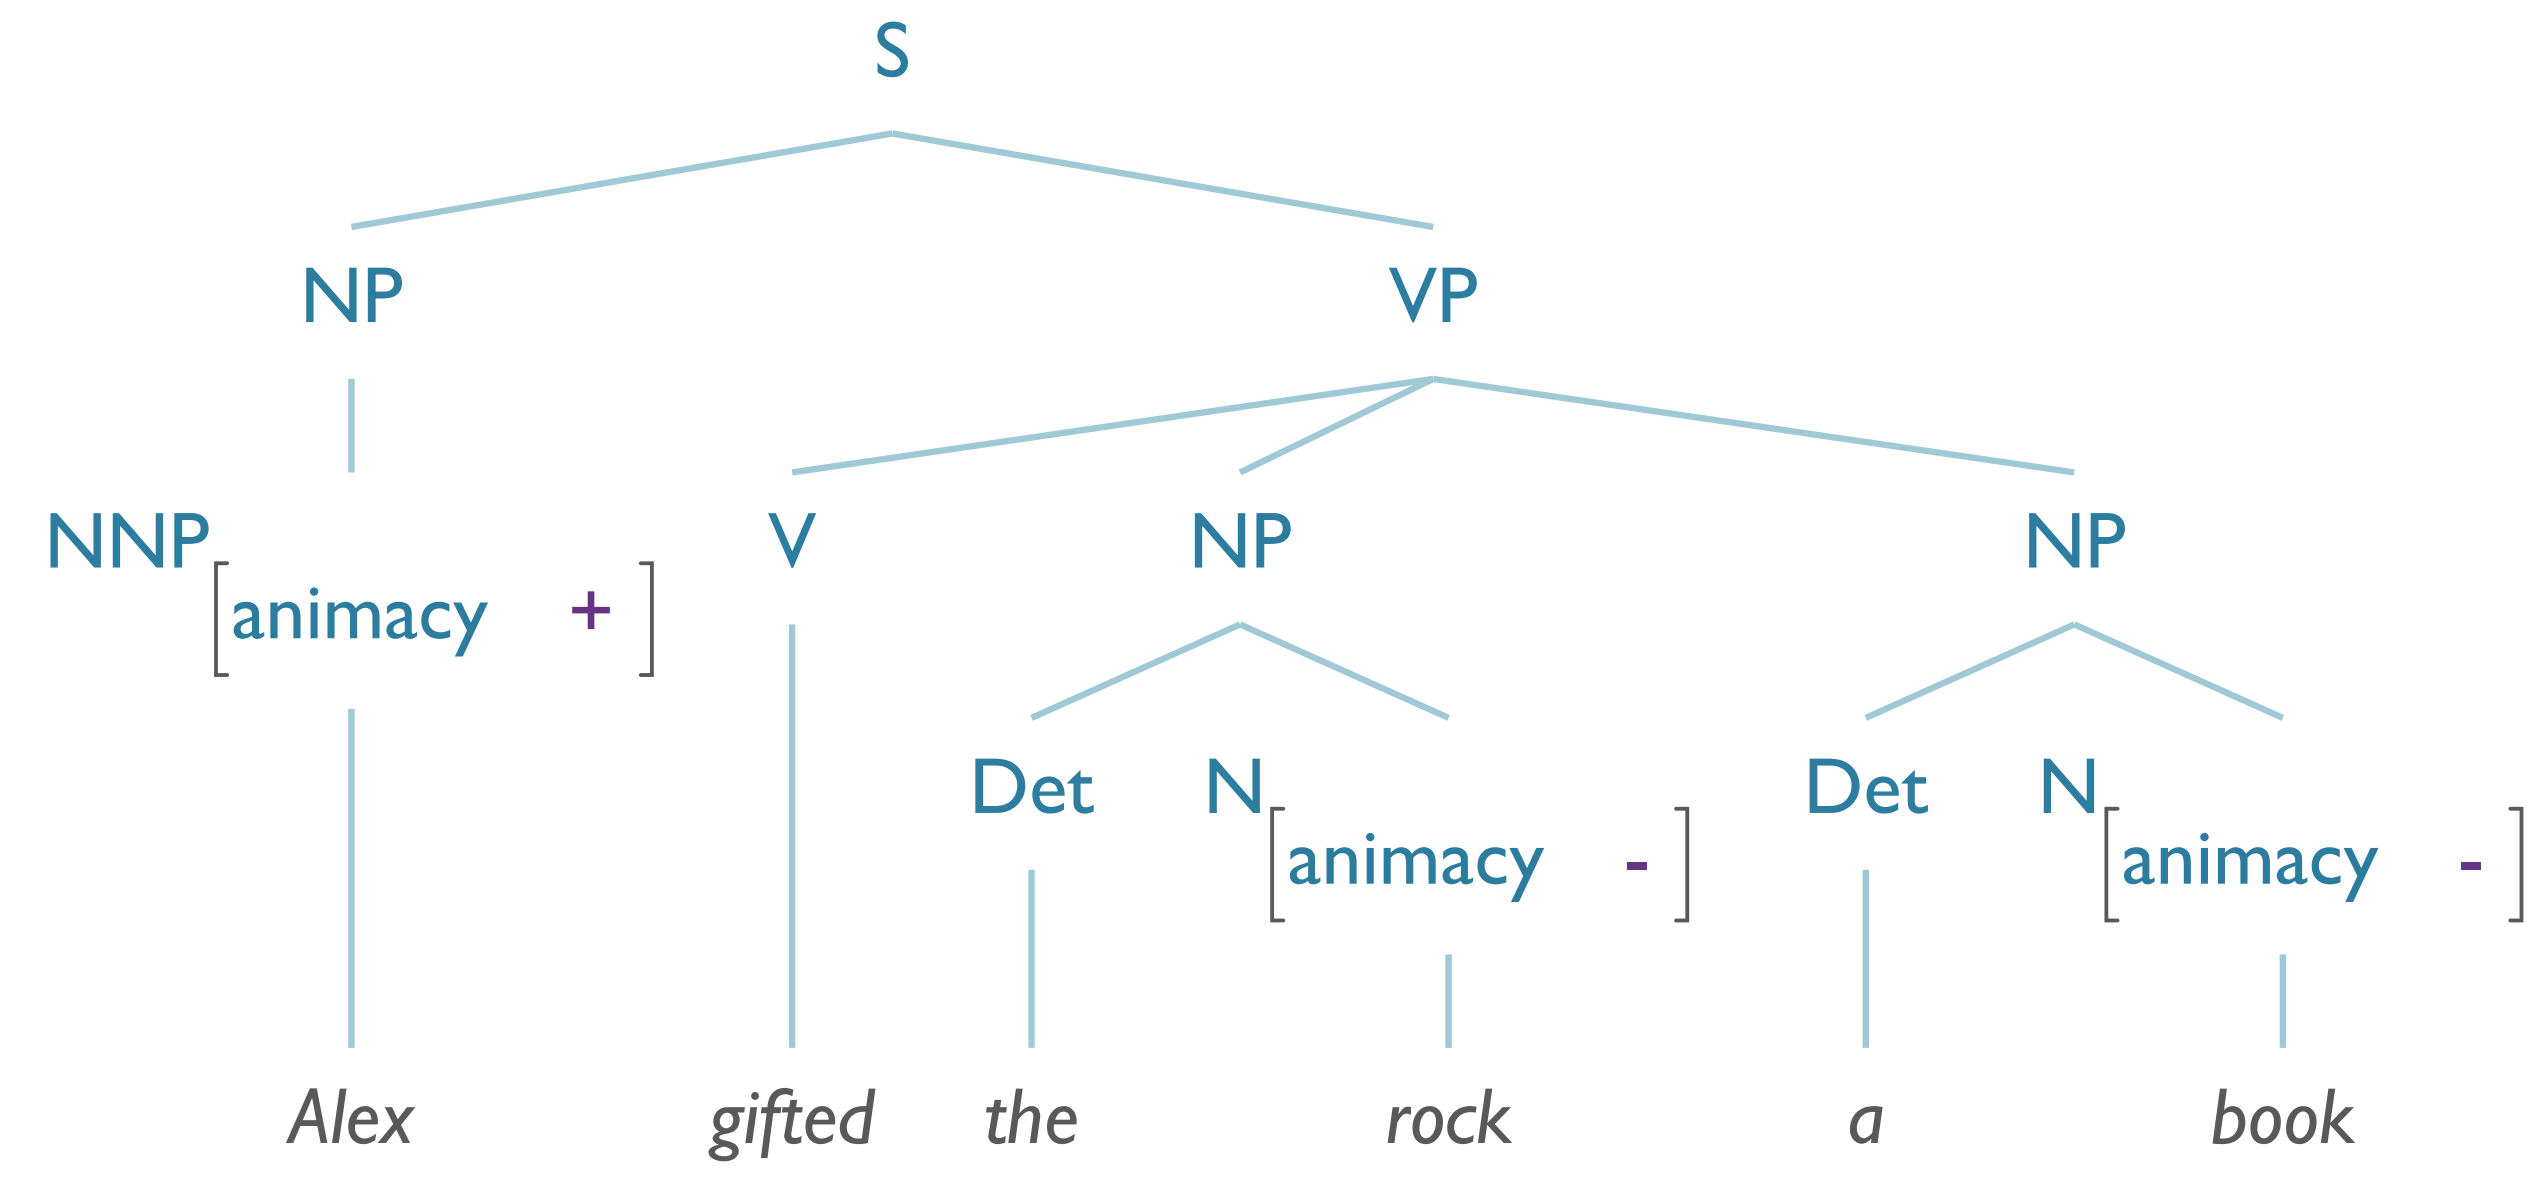 S
NP VP
NNP V NP NP
[animacy +]
Det N Det N
[animacy -] [animacy -]
Alex gifted the rock a book